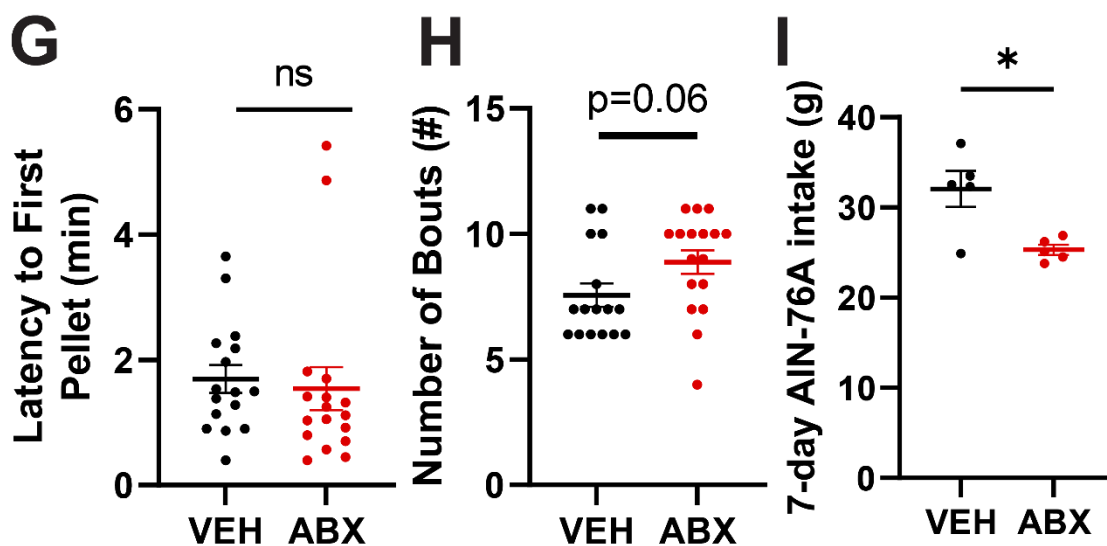 G
ns
Latency to First
Pellet (min)
6
4
2
0
VEH ABX
H
p=0.06
Number of Bouts (#)
15
10
5
0
VEH ABX
I
*
7-day AIN-76A intake (g)
40
30
20
10
0
VEH ABX